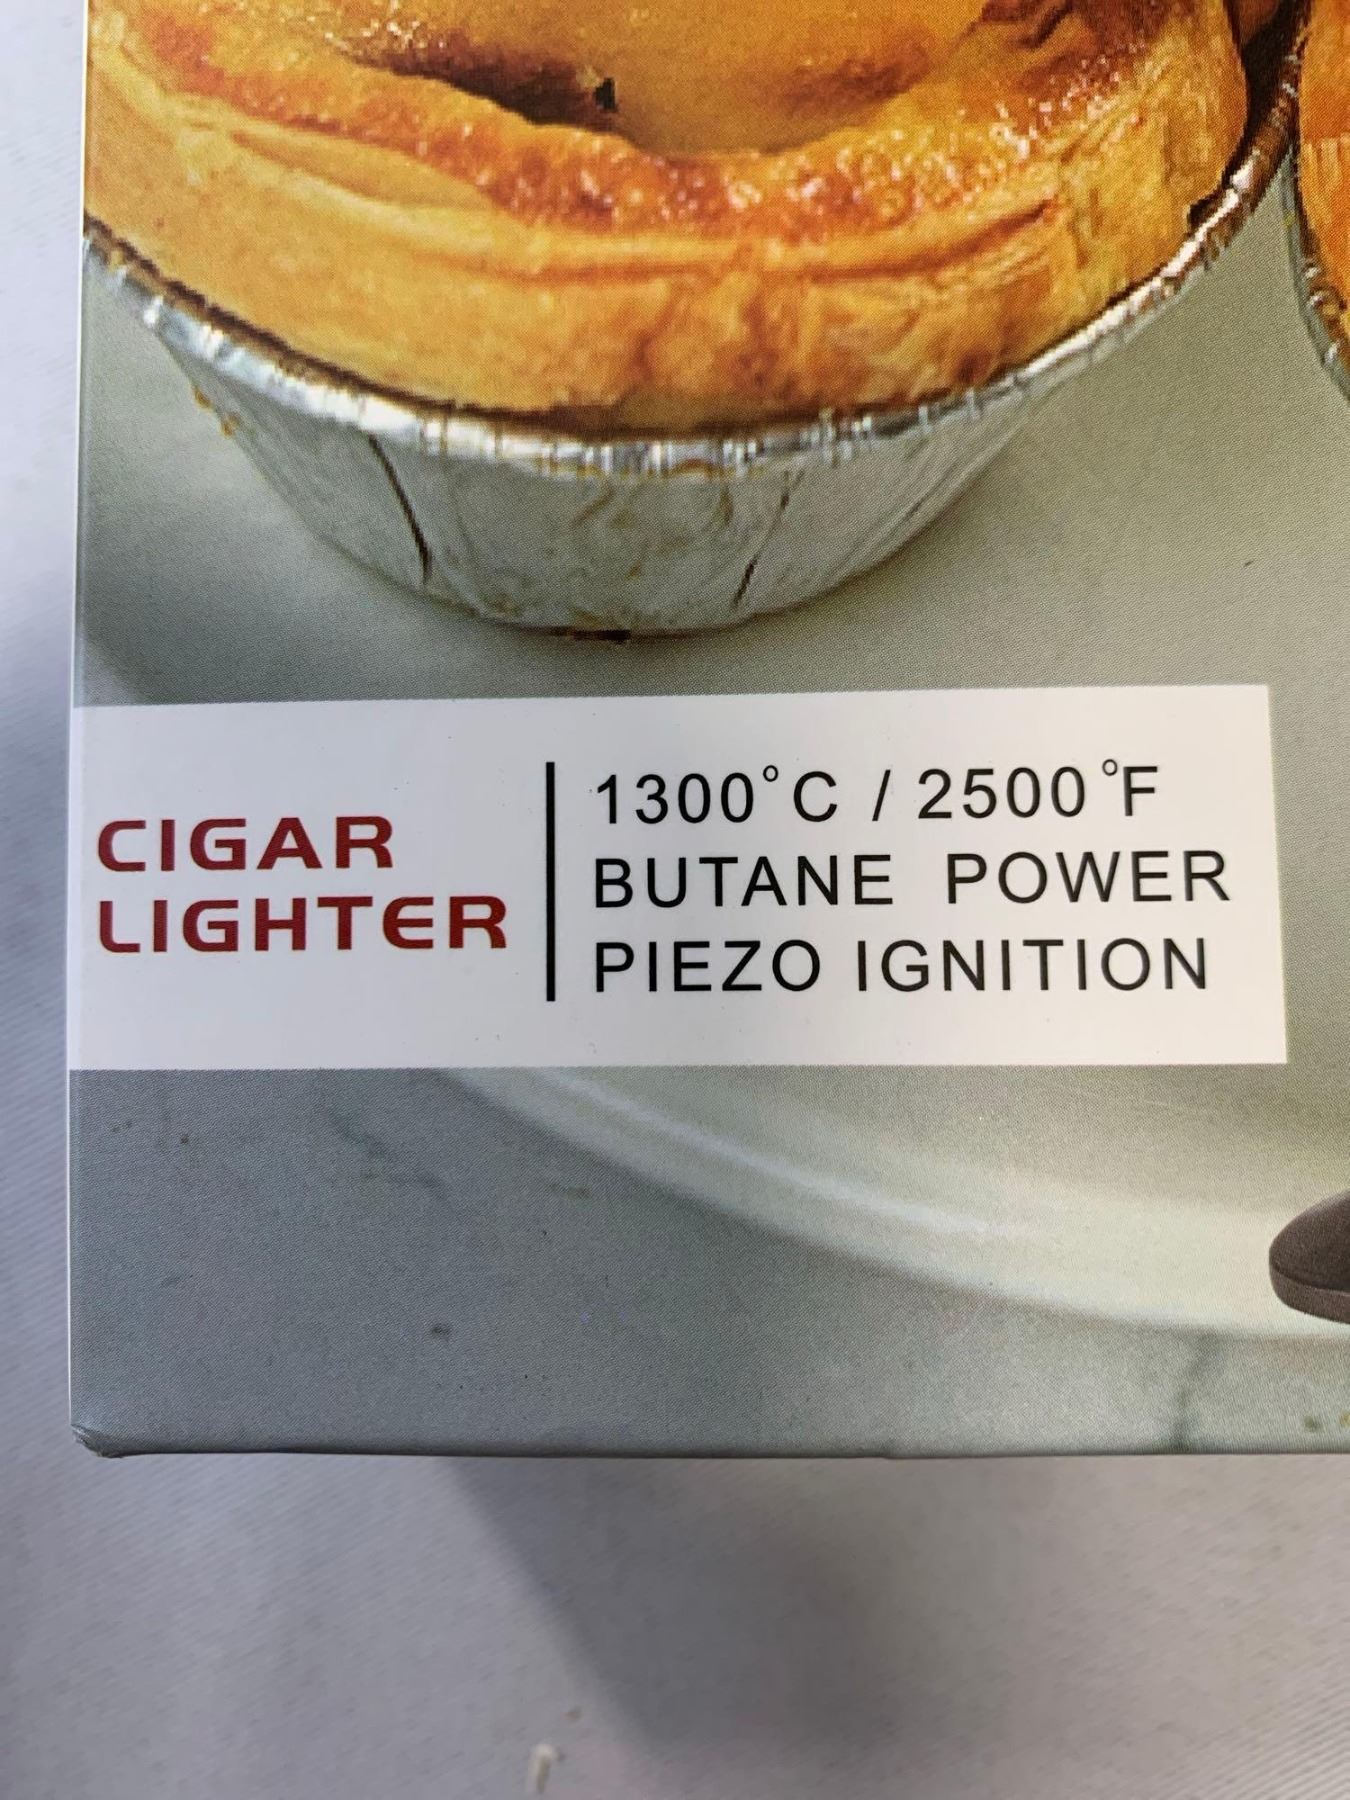 CIGAR
LIGHTER
1300°C / 2500°F
BUTANE POWER
PIEZO IGNITION